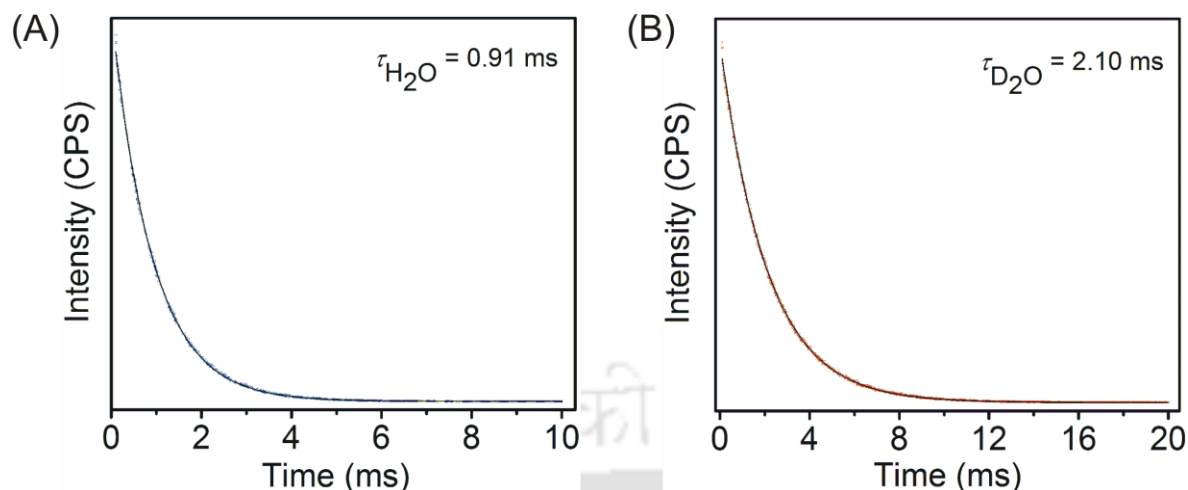 (A)
τH₂O = 0.91 ms
Intensity (CPS)
0 2 4 6 8 10
Time (ms)
(B)
τD₂O = 2.10 ms
Intensity (CPS)
0 4 8 12 16 20
Time (ms)